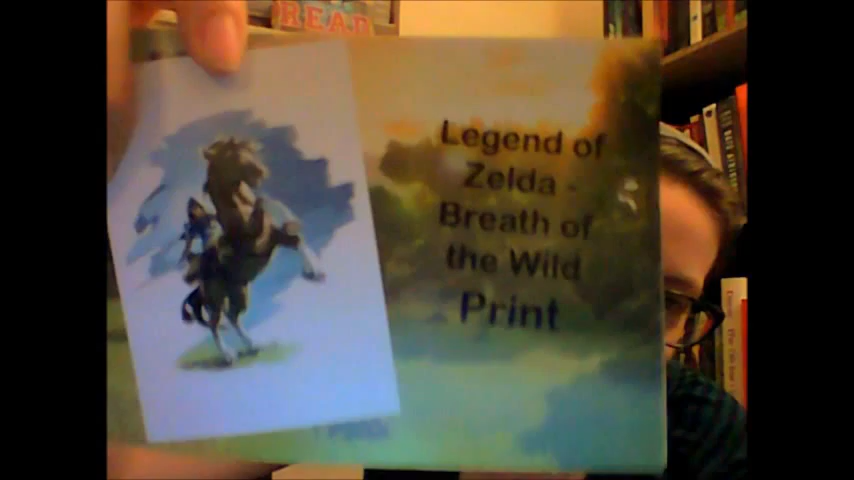 READ
Legend of
Zelda -
Breath of
the Wild
Print